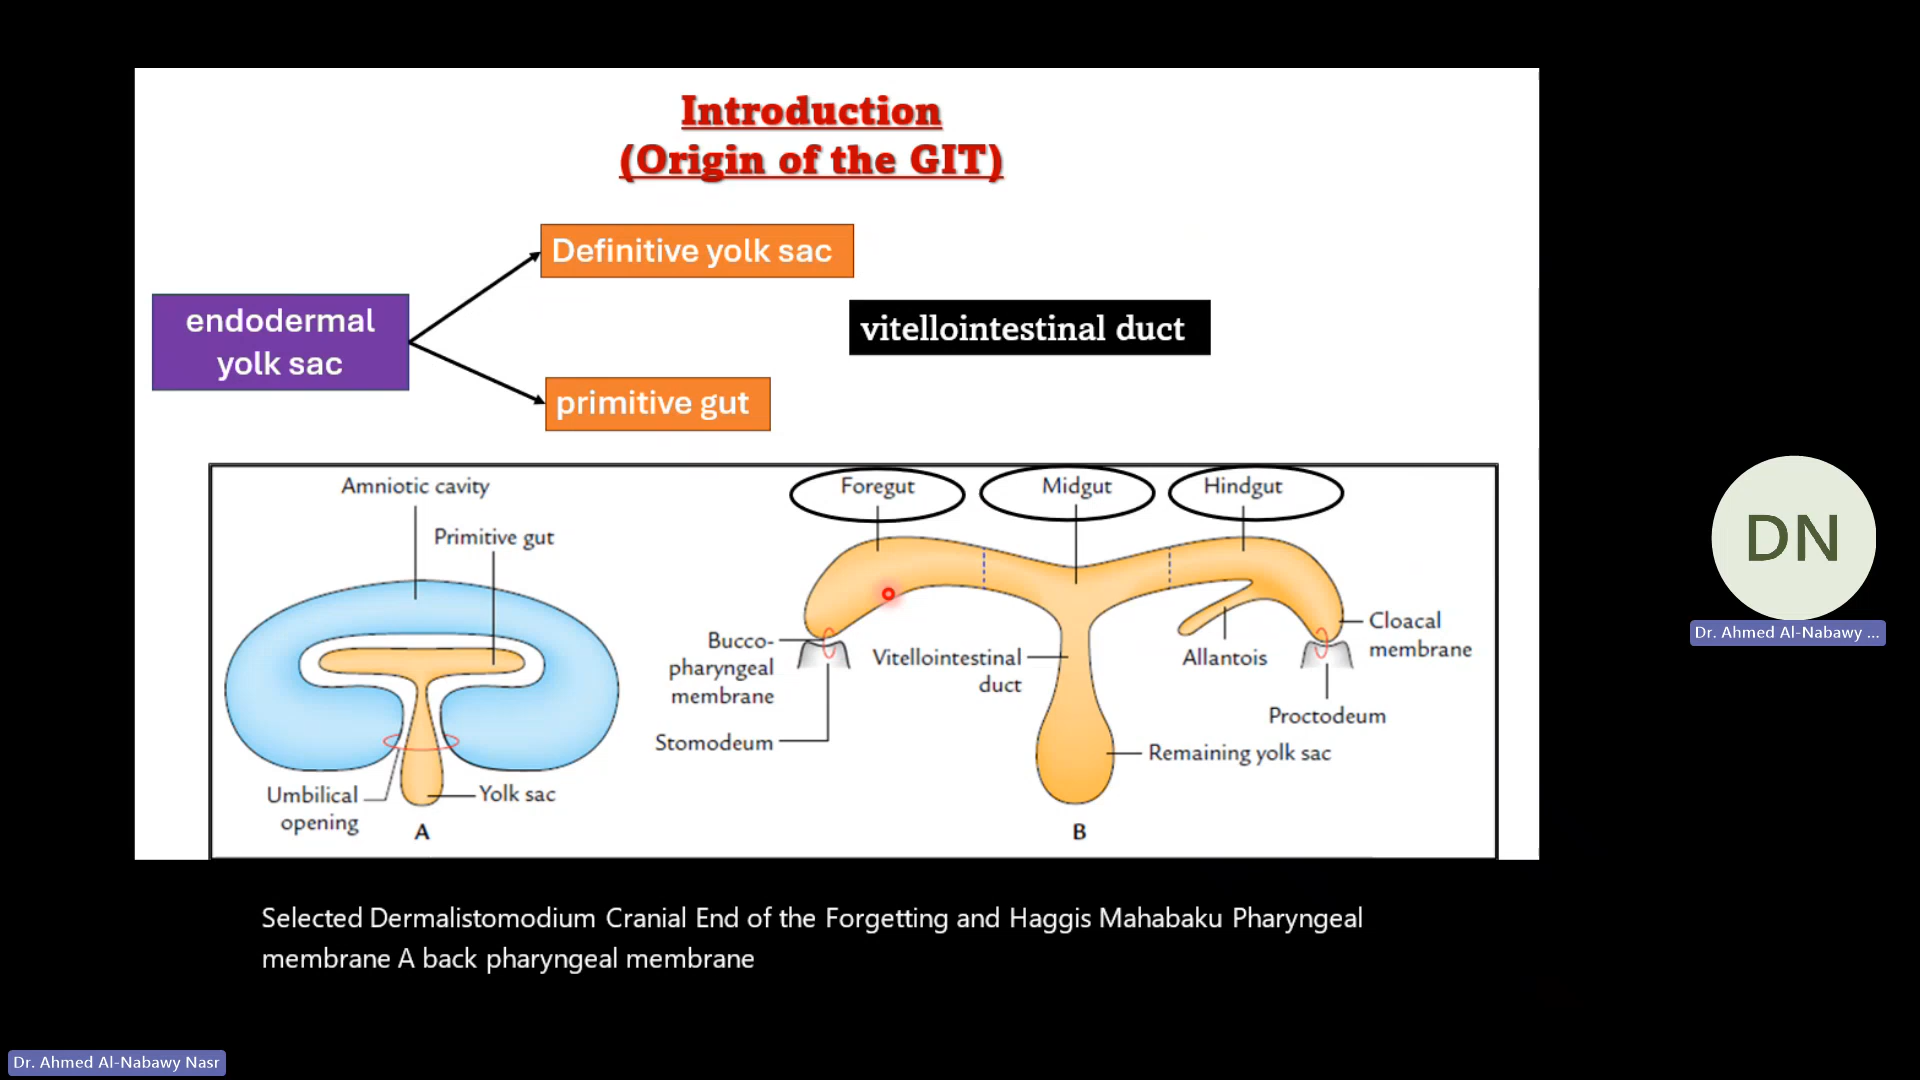 Introduction
(Origin of the GIT)
Definitive yolk sac
endodermal
yolk sac
vitellointestinal duct
primitive gut
Amniotic cavity
Primitive gut
Umbilical
opening
Yolk sac
A
Foregut
Midgut
Hindgut
Bucco-
pharyngeal
membrane
Stomodeum
Vitellointestinal
duct
Allantois
Cloacal
membrane
Proctodeum
Remaining yolk sac
B
DN
Dr. Ahmed Al-Nabawy ...
Selected Dermalistomodium Cranial End of the Forgetting and Haggis Mahabaku Pharyngeal
membrane A back pharyngeal membrane
Dr. Ahmed Al-Nabawy Nasr